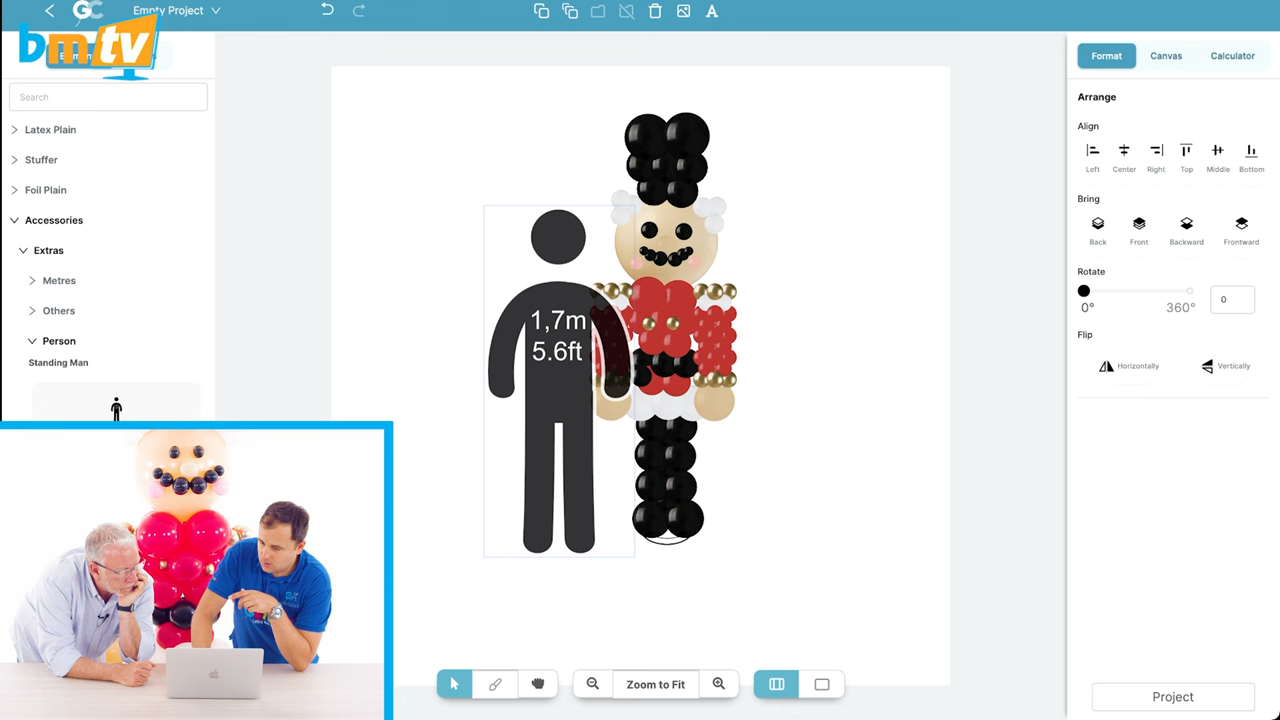 GC
Empty Project
bmtv
Search
Latex Plain
Stuffer
Foil Plain
Accessories
Extras
Metres
Others
Person
Standing Man
1,7m
5.6ft
Zoom to Fit
Format
Canvas
Calculator
Arrange
Align
Left
Center
Right
Top
Middle
Bottom
Bring
Back
Front
Backward
Frontward
Rotate
0°
360°
0
Flip
Horizontally
Vertically
Project